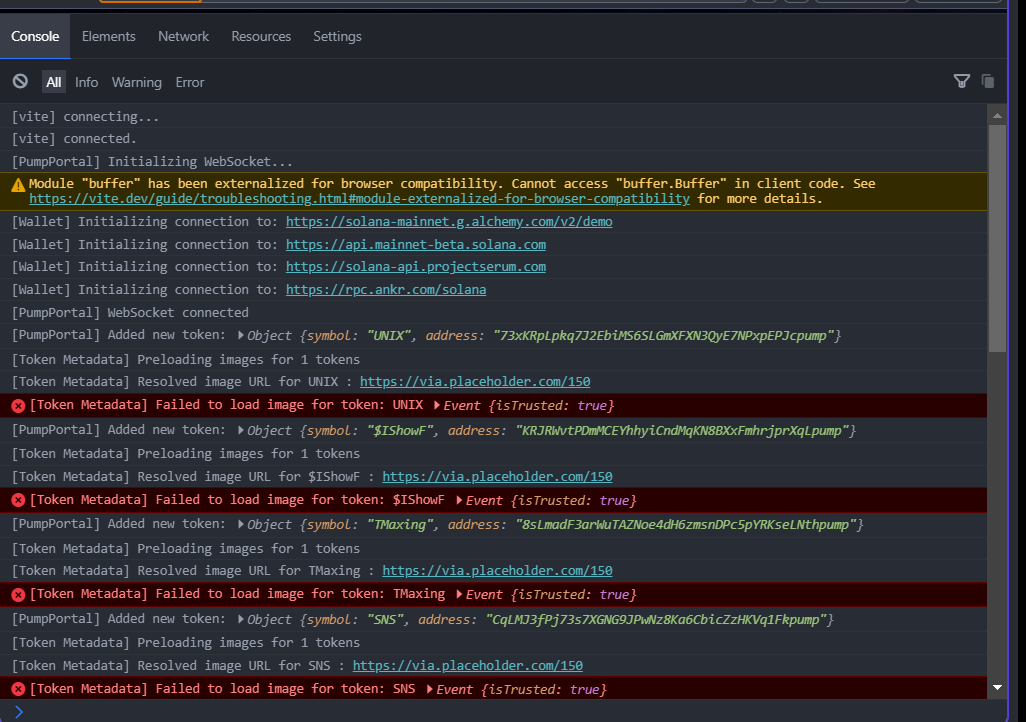 Console Elements Network Resources Settings
All Info Warning Error
[vite] connecting...
[vite] connected.
[PumpPortal] Initializing WebSocket...
Module "buffer" has been externalized for browser compatibility. Cannot access "buffer.Buffer" in client code. See
https://vite.dev/guide/troubleshooting.html#module-externalized-for-browser-compatibility for more details.
[Wallet] Initializing connection to: https://solana-mainnet.g.alchemy.com/v2/demo
[Wallet] Initializing connection to: https://api.mainnet-beta.solana.com
[Wallet] Initializing connection to: https://solana-api.projectserum.com
[Wallet] Initializing connection to: https://rpc.ankr.com/solana
[PumpPortal] WebSocket connected
[PumpPortal] Added new token: Object {symbol: "UNIX", address: "73xKRpLpkq7J2EbiMS6SLGmXFXN3QyE7NPxpEPJcpump"}
[Token Metadata] Preloading images for 1 tokens
[Token Metadata] Resolved image URL for UNIX : https://via.placeholder.com/150
[Token Metadata] Failed to load image for token: UNIX Event {isTrusted: true}
[PumpPortal] Added new token: Object {symbol: "$IShowF", address: "KRJRWvtPDmMCEYhhyiCndMqKN8BXxFmhrjprXqLpump"}
[Token Metadata] Preloading images for 1 tokens
[Token Metadata] Resolved image URL for $IShowF : https://via.placeholder.com/150
[Token Metadata] Failed to load image for token: $IShowF Event {isTrusted: true}
[PumpPortal] Added new token: Object {symbol: "TMaxing", address: "8sLmadF3arWuTAZNoe4dH6zmsnDPc5pYRKseLNthpump"}
[Token Metadata] Preloading images for 1 tokens
[Token Metadata] Resolved image URL for TMaxing : https://via.placeholder.com/150
[Token Metadata] Failed to load image for token: TMaxing Event {isTrusted: true}
[PumpPortal] Added new token: Object {symbol: "SNS", address: "CqLMJ3fPj73s7XGNG9JPwNz8Ka6CbicZzHKVq1Fkpump"}
[Token Metadata] Preloading images for 1 tokens
[Token Metadata] Resolved image URL for SNS : https://via.placeholder.com/150
[Token Metadata] Failed to load image for token: SNS Event {isTrusted: true}